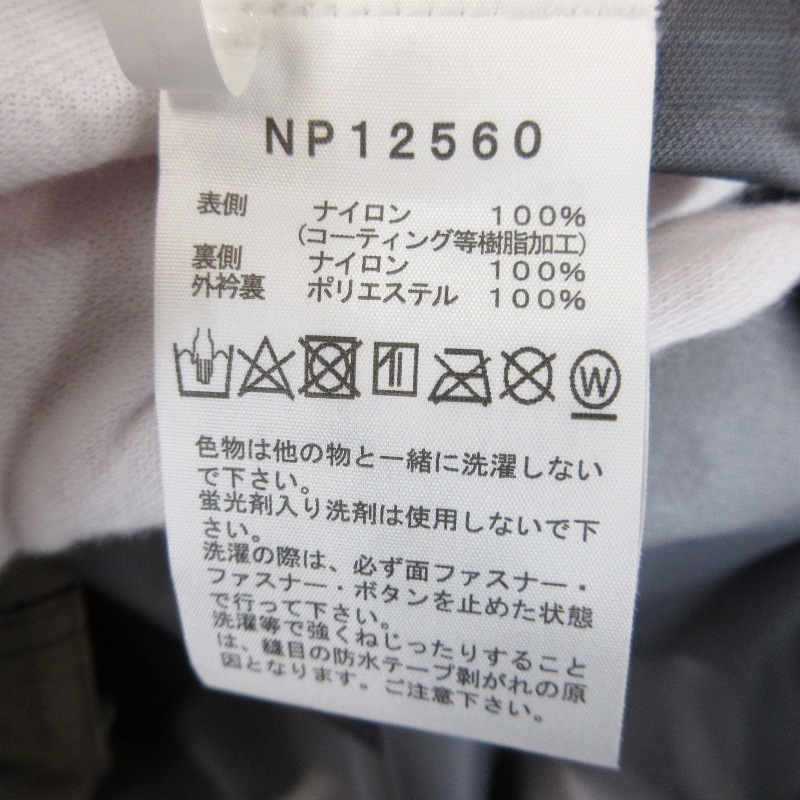 NP12560
表側 ナイロン 100%
(コーティング等樹脂加工)
裏側 ナイロン 100%
外衿裏 ポリエステル 100%
W
色物は他の物と一緒に洗濯しない
で下さい。
蛍光剤入り洗剤は使用しないで下
さい。
洗濯の際は、必ず面ファスナー・
ファスナー・ボタンを止めた状態
で行って下さい。
洗濯等で強くねじったりすること
は、縫目の防水テープ剥がれの原
因となります。ご注意下さい。